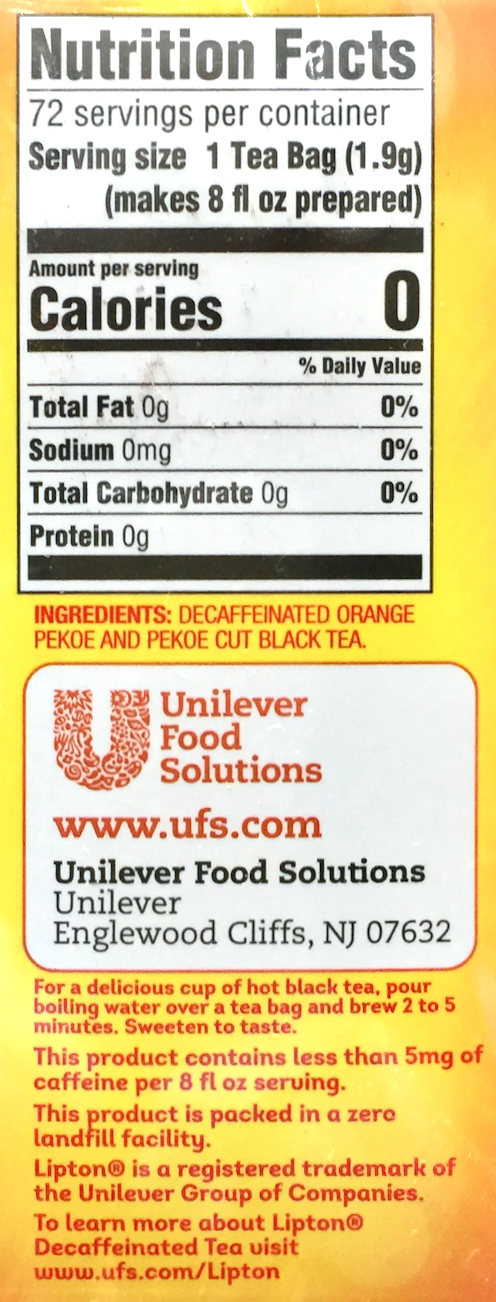 Nutrition Facts
72 servings per container
Serving size 1 Tea Bag (1.9g)
(makes 8 fl oz prepared)
Amount per serving
Calories 0
% Daily Value
Total Fat 0g 0%
Sodium 0mg 0%
Total Carbohydrate 0g 0%
Protein 0g
INGREDIENTS: DECAFFEINATED ORANGE
PEKOE AND PEKOE CUT BLACK TEA.
Unilever
Food
Solutions
www.ufs.com
Unilever Food Solutions
Unilever
Englewood Cliffs, NJ 07632
For a delicious cup of hot black tea, pour
boiling water over a tea bag and brew 2 to 5
minutes. Sweeten to taste.
This product contains less than 5mg of
caffeine per 8 fl oz serving.
This product is packed in a zero
landfill facility.
Lipton® is a registered trademark of
the Unilever Group of Companies.
To learn more about Lipton®
Decaffeinated Tea visit
www.ufs.com/Lipton